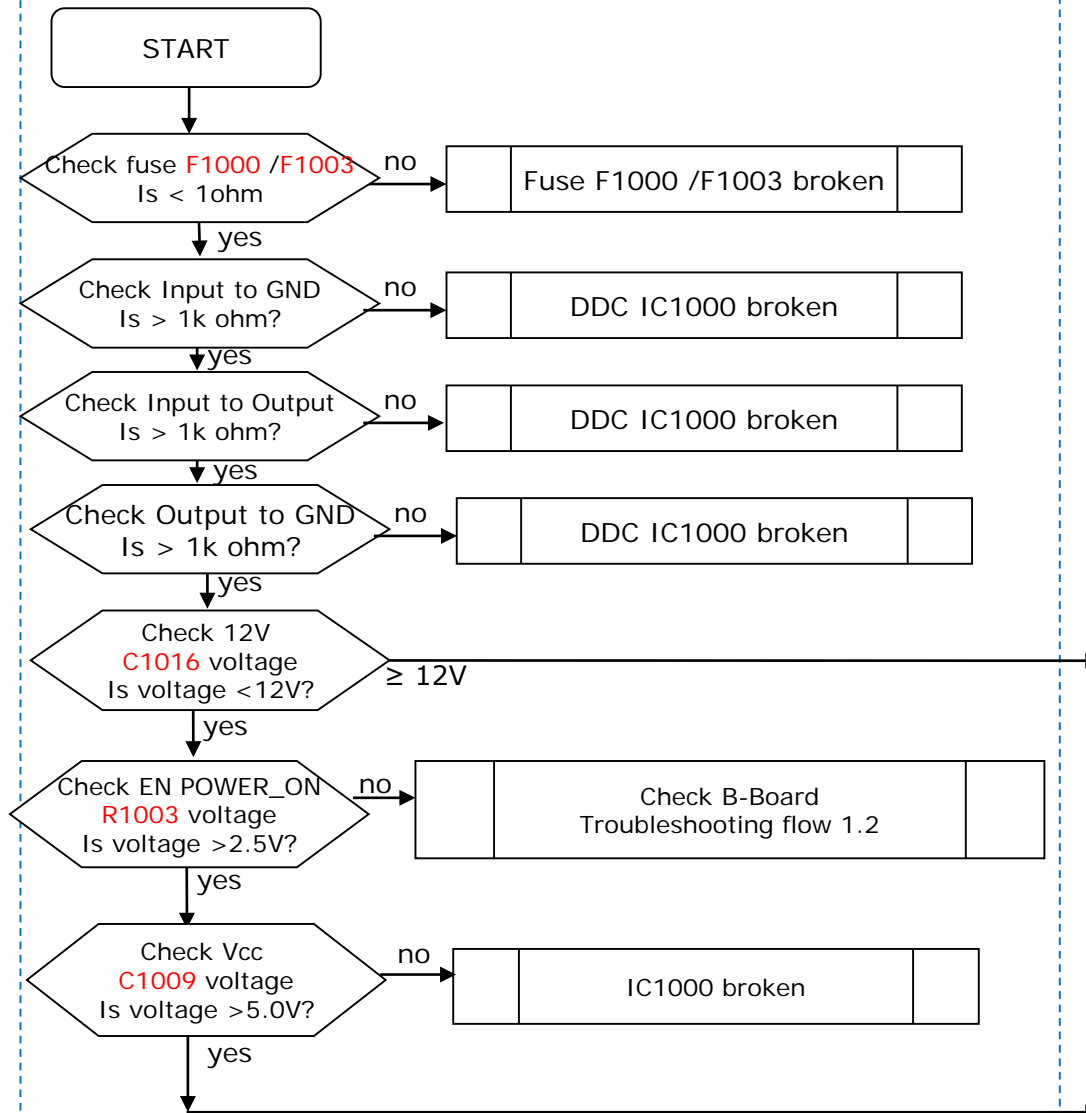 START
Check fuse F1000 /F1003
Is < 1ohm
no
Fuse F1000 /F1003 broken
yes
Check Input to GND
Is > 1k ohm?
no
DDC IC1000 broken
yes
Check Input to Output
Is > 1k ohm?
no
DDC IC1000 broken
yes
Check Output to GND
Is > 1k ohm?
no
DDC IC1000 broken
yes
Check 12V
C1016 voltage
Is voltage <12V?
≥ 12V
yes
Check EN POWER_ON
R1003 voltage
Is voltage >2.5V?
no
Check B-Board
Troubleshooting flow 1.2
yes
Check Vcc
C1009 voltage
Is voltage >5.0V?
no
IC1000 broken
yes